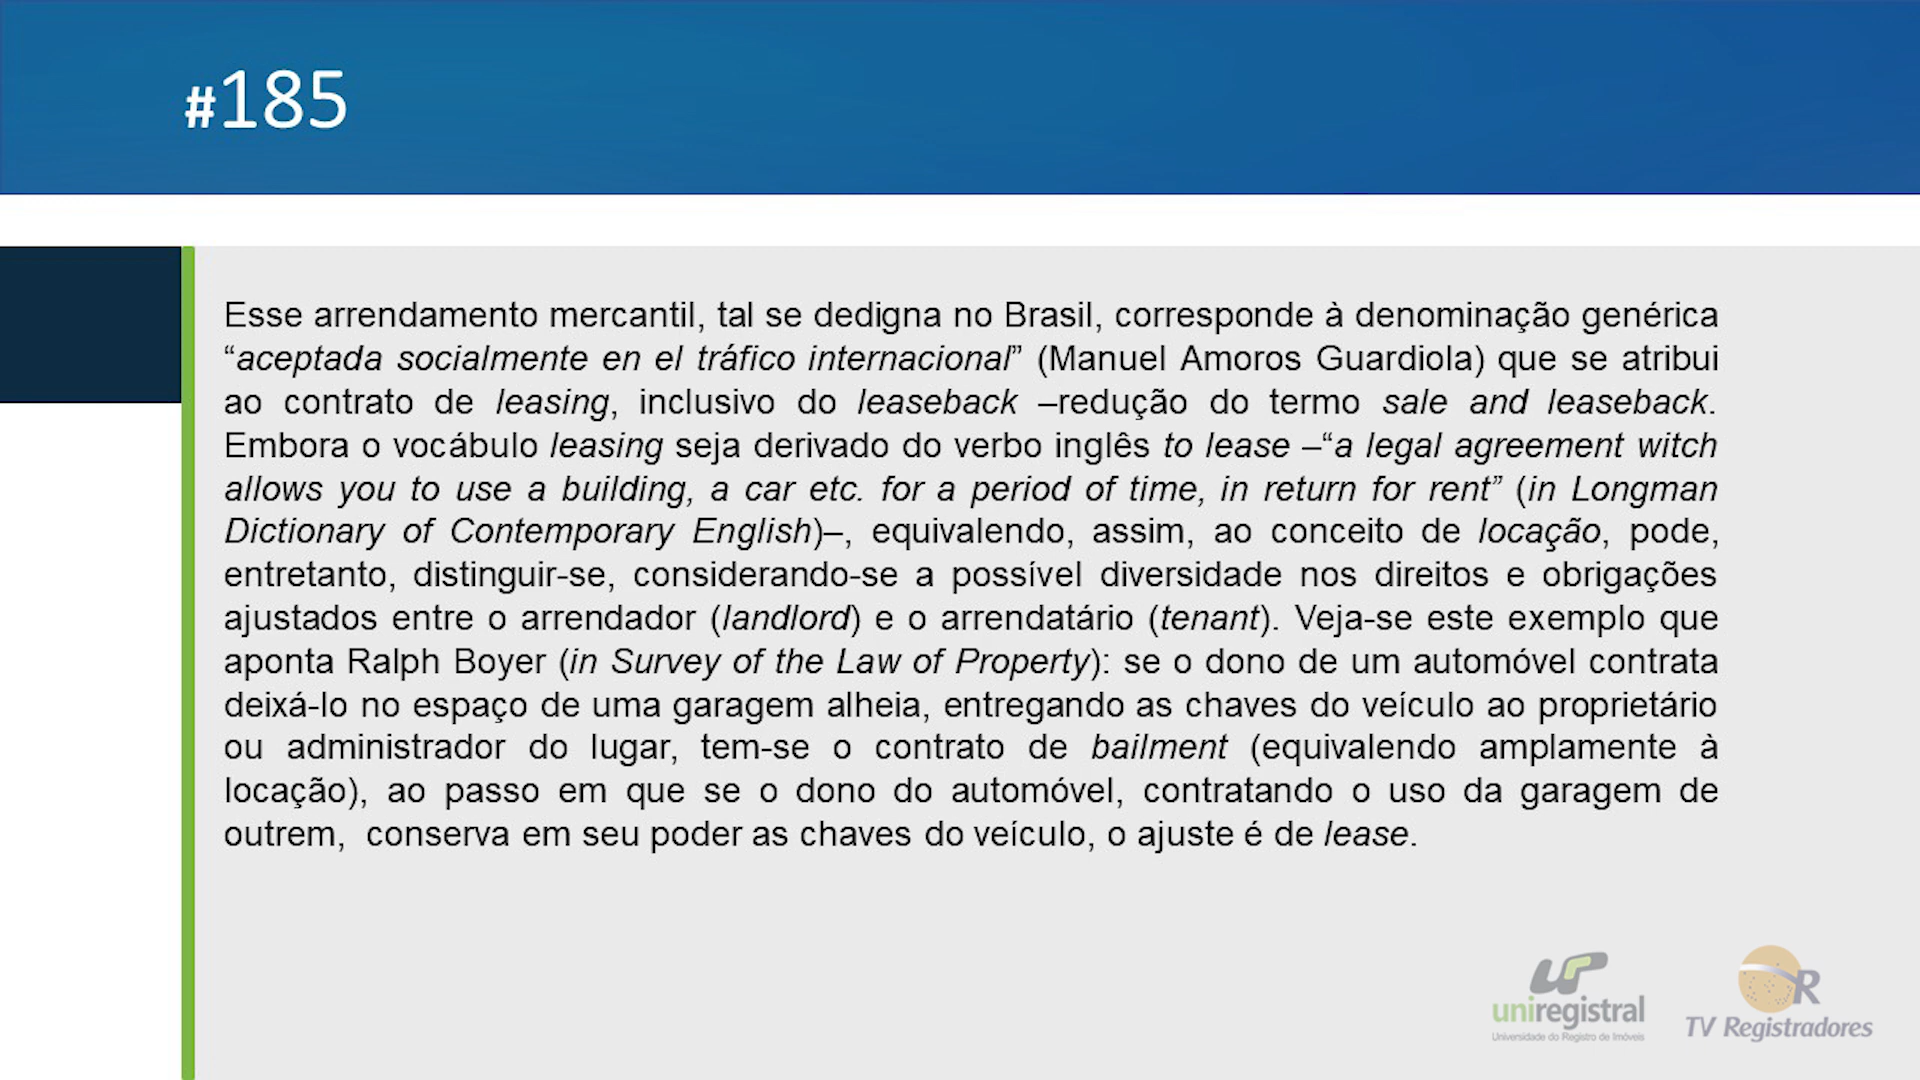 #185
Esse arrendamento mercantil, tal se dedigna no Brasil, corresponde à denominação genérica
“aceptada socialmente en el tráfico internacional” (Manuel Amoros Guardiola) que se atribui
ao contrato de leasing, inclusivo do leaseback –redução do termo sale and leaseback.
Embora o vocábulo leasing seja derivado do verbo inglês to lease –“a legal agreement witch
allows you to use a building, a car etc. for a period of time, in return for rent” (in Longman
Dictionary of Contemporary English)–, equivalendo, assim, ao conceito de locação, pode,
entretanto, distinguir-se, considerando-se a possível diversidade nos direitos e obrigações
ajustados entre o arrendador (landlord) e o arrendatário (tenant). Veja-se este exemplo que
aponta Ralph Boyer (in Survey of the Law of Property): se o dono de um automóvel contrata
deixá-lo no espaço de uma garagem alheia, entregando as chaves do veículo ao proprietário
ou administrador do lugar, tem-se o contrato de bailment (equivalendo amplamente à
locação), ao passo em que se o dono do automóvel, contratando o uso da garagem de
outrem, conserva em seu poder as chaves do veículo, o ajuste é de lease.
uniregistral
Universidade do Registro de Imóveis
R
TV Registradores